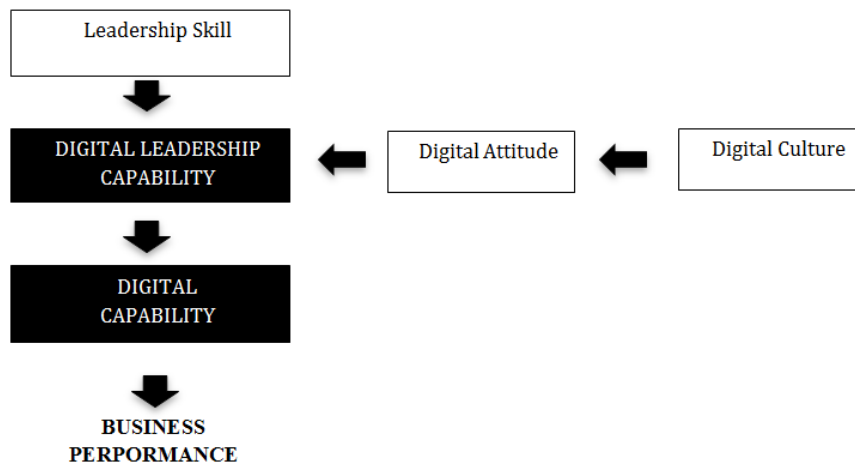 Leadership Skill
DIGITAL LEADERSHIP
CAPABILITY
Digital Attitude
Digital Culture
DIGITAL
CAPABILITY
BUSINESS
PERPORMANCE